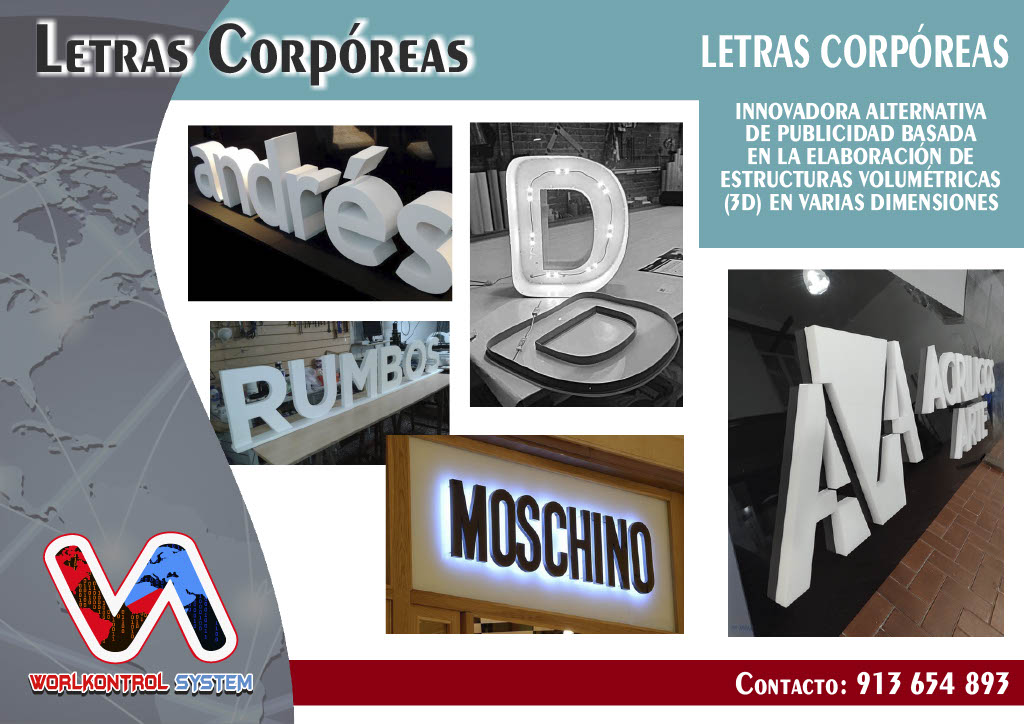 LETRAS CORPÓREAS
LETRAS CORPÓREAS
INNOVADORA ALTERNATIVA
DE PUBLICIDAD BASADA
EN LA ELABORACIÓN DE
ESTRUCTURAS VOLUMÉTRICAS
(3D) EN VARIAS DIMENSIONES
andrés
D
D
RUMBOS
MOSCHINO
AA
ACRILICOS
ARTE
WORLKONTROL SYSTEM
CONTACTO: 913 654 893